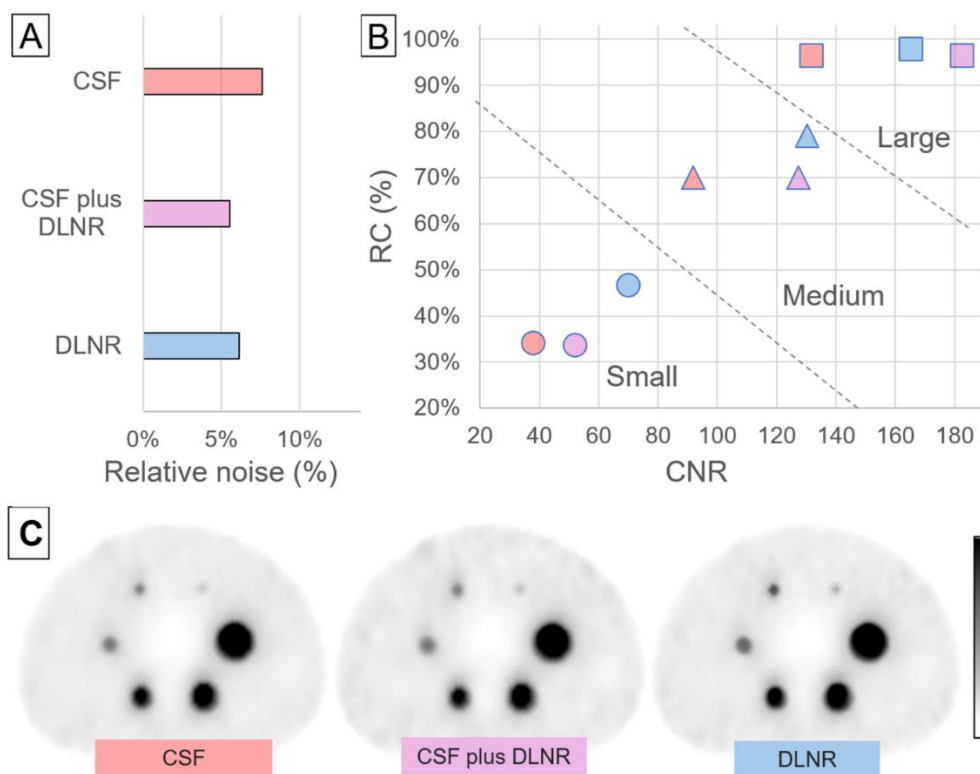 A
CSF
CSF plus
DLNR
DLNR
0%
5%
10%
Relative noise (%)
B
100%
90%
80%
70%
60%
50%
40%
30%
20%
RC (%)
Large
Medium
Small
20
40
60
80
100
120
140
160
180
CNR
C
CSF
CSF plus DLNR
DLNR